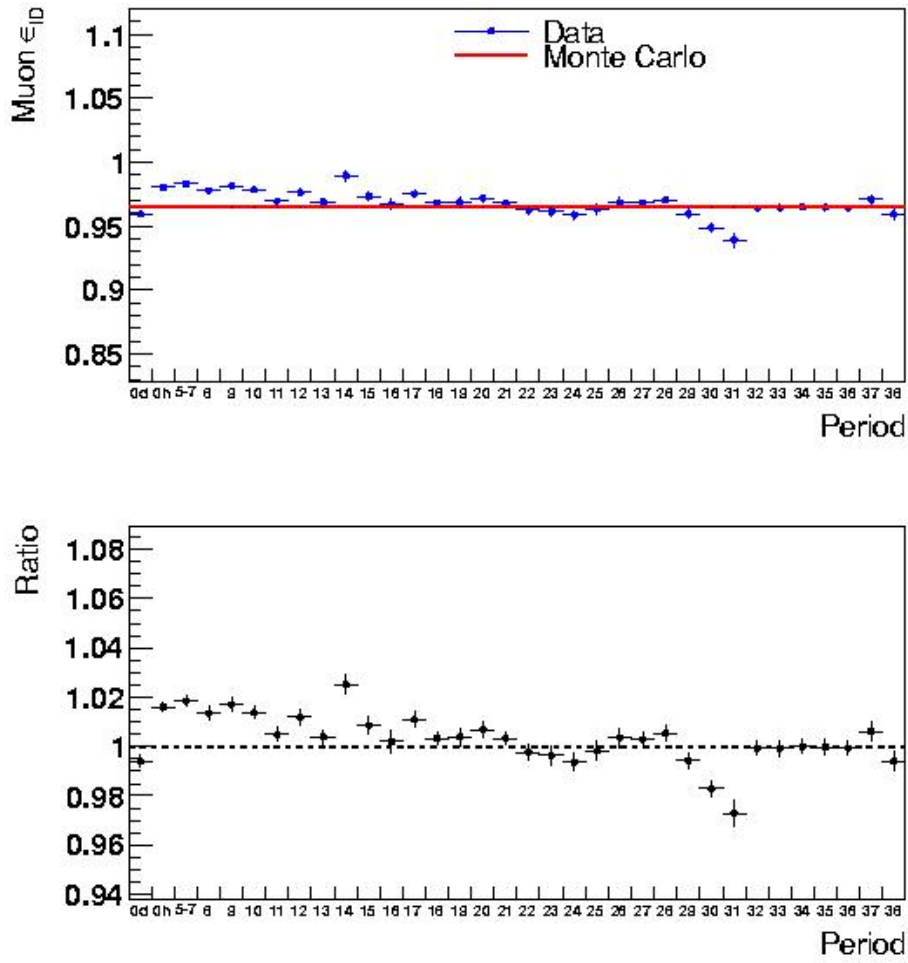 Muon ϵID
1.1
1.05
1
0.95
0.9
0.85
Data
Monte Carlo
0d 0h 5-7 8 9 10 11 12 13 14 15 16 17 18 19 20 21 22 23 24 25 26 27 28 29 30 31 32 33 34 35 36 37 38
Period
Ratio
1.08
1.06
1.04
1.02
1
0.98
0.96
0.94
0d 0h 5-7 8 9 10 11 12 13 14 15 16 17 18 19 20 21 22 23 24 25 26 27 28 29 30 31 32 33 34 35 36 37 38
Period